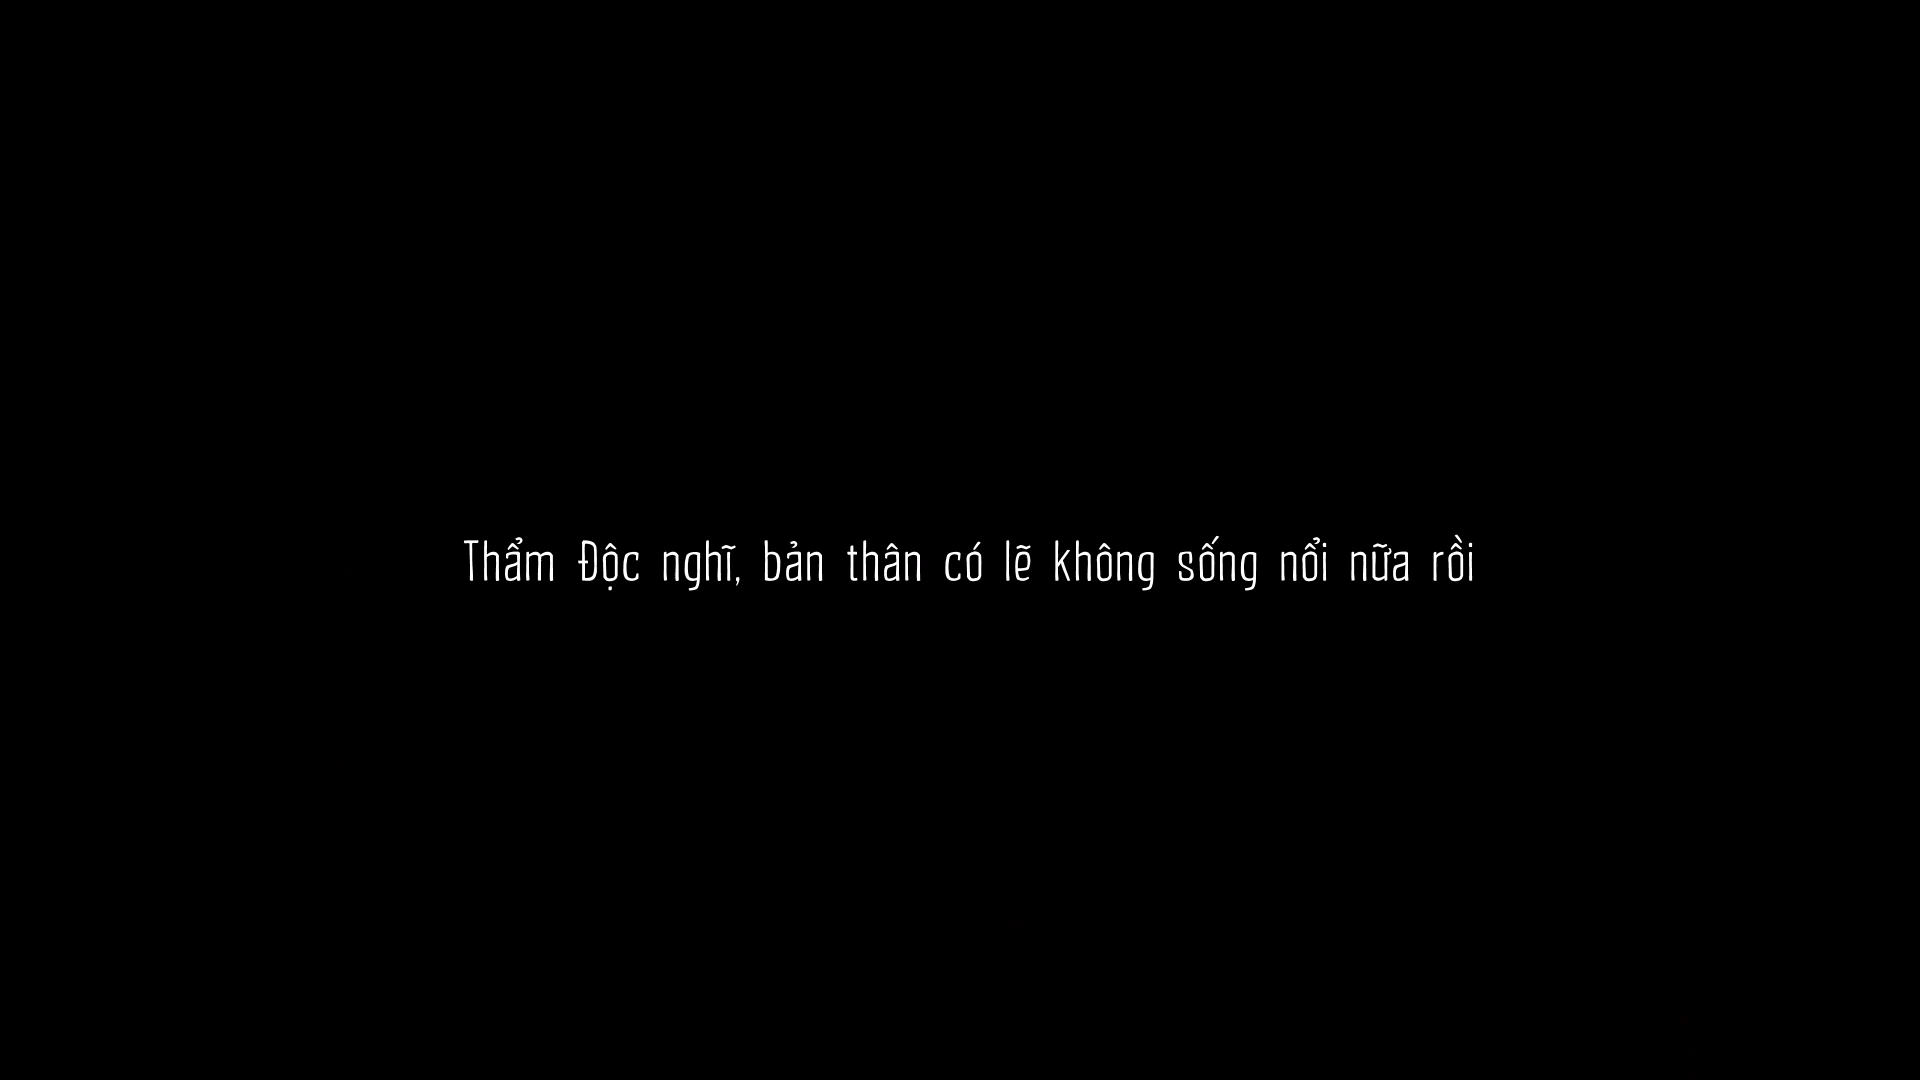 Thẩm Độc nghĩ, bản thân có lẽ không sống nổi nữa rồi